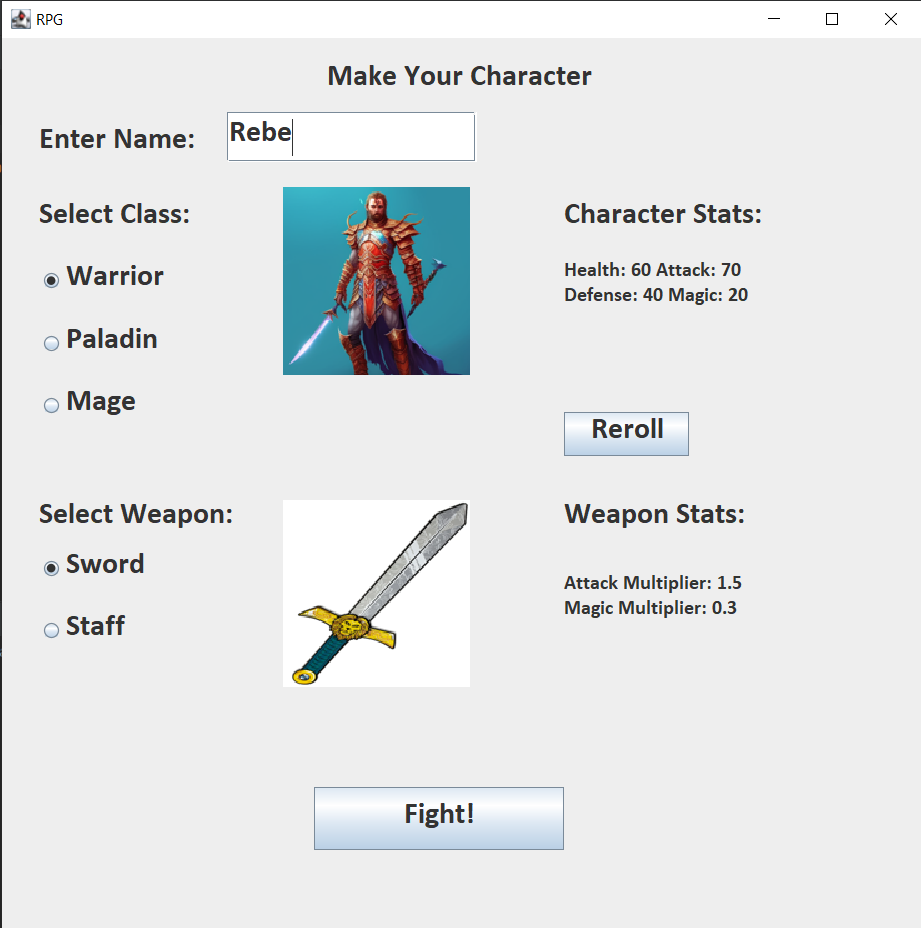 RPG
Make Your Character
Enter Name: Rebe
Select Class:
Character Stats:
Warrior
Health: 60 Attack: 70
Defense: 40 Magic: 20
Paladin
Mage
Reroll
Select Weapon:
Weapon Stats:
Sword
Attack Multiplier: 1.5
Magic Multiplier: 0.3
Staff
Fight!